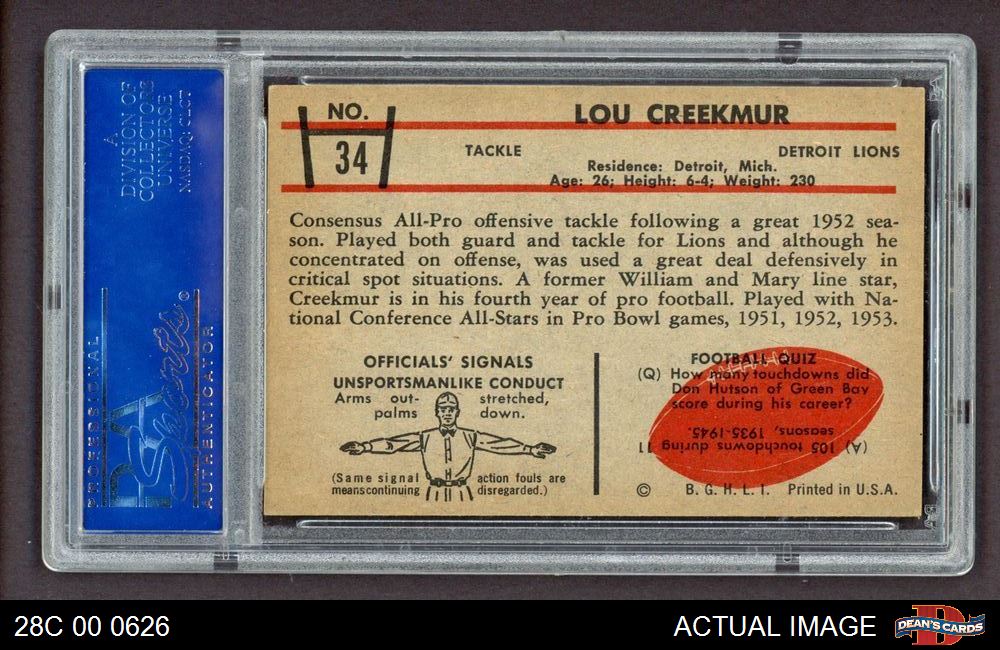 A
DIVISION OF
COLLECTORS
UNIVERSE
NASDAQ: CLCT
PROFESSIONAL
PSA
Sports
®
AUTHENTICATOR
NO.
34
LOU CREEKMUR
TACKLE
DETROIT LIONS
Residence: Detroit, Mich.
Age: 26; Height: 6-4; Weight: 230
Consensus All-Pro offensive tackle following a great 1952 sea-
son. Played both guard and tackle for Lions and although he
concentrated on offense, was used a great deal defensively in
critical spot situations. A former William and Mary line star,
Creekmur is in his fourth year of pro football. Played with Na-
tional Conference All-Stars in Pro Bowl games, 1951, 1952, 1953.
OFFICIALS' SIGNALS
UNSPORTSMANLIKE CONDUCT
Arms out- stretched,
palms down.
(Same signal action fouls are
means continuing disregarded.)
FOOTBALL QUIZ
(Q) How many touchdowns did
Don Hutson of Green Bay
score during his career?
(A) 105 touchdowns during 11
seasons, 1935-1945.
© B. G. H. L. I. Printed in U.S.A.
28C 00 0626
ACTUAL IMAGE
DEAN'S CARDS